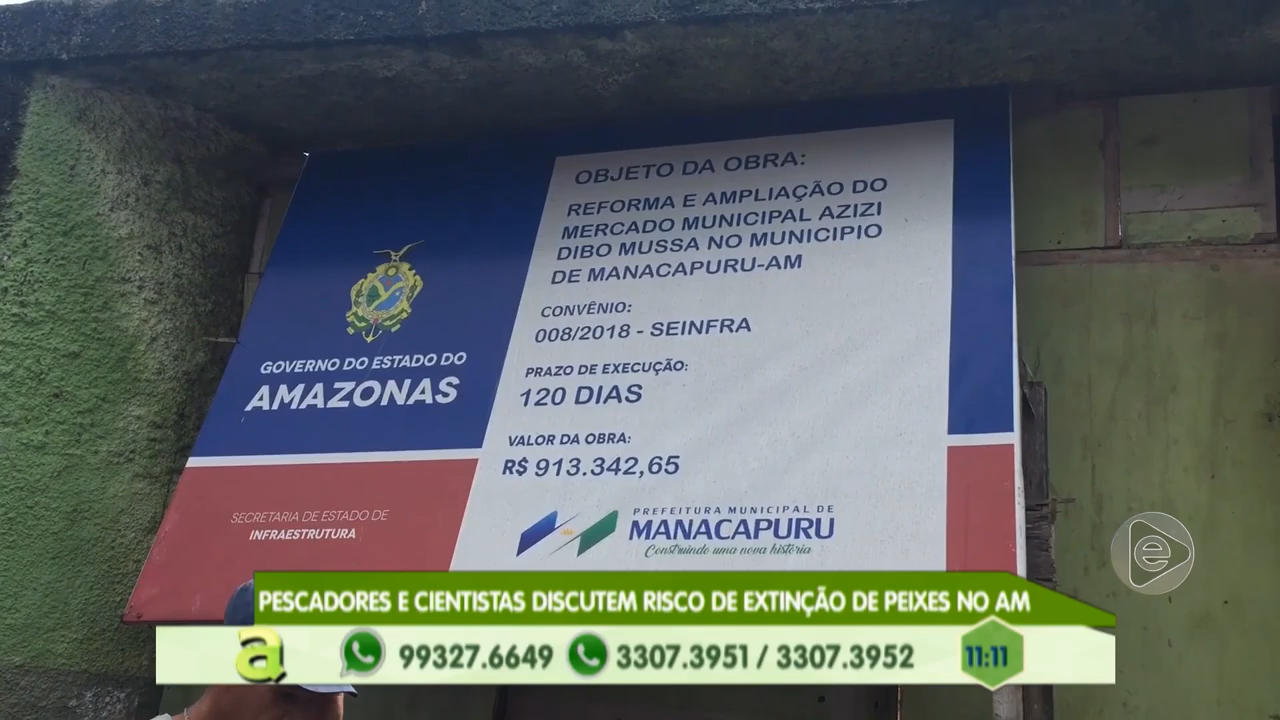 OBJETO DA OBRA:
REFORMA E AMPLIAÇÃO DO
MERCADO MUNICIPAL AZIZI
DIBO MUSSA NO MUNICIPIO
DE MANACAPURU-AM
CONVÊNIO:
008/2018 - SEINFRA
PRAZO DE EXECUÇÃO:
120 DIAS
VALOR DA OBRA:
R$ 913.342,65
GOVERNO DO ESTADO DO
AMAZONAS
SECRETARIA DE ESTADO DE
INFRAESTRUTURA
PREFEITURA MUNICIPAL DE
MANACAPURU
Construindo uma nova história
e
PESCADORES E CIENTISTAS DISCUTEM RISCO DE EXTINÇÃO DE PEIXES NO AM
a 99327.6649 3307.3951 / 3307.3952 11:11